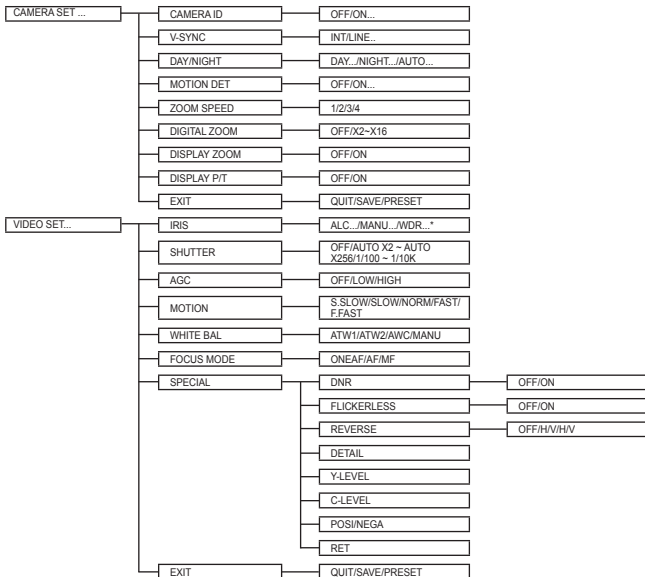 CAMERA SET ...
CAMERA ID
OFF/ON...
V-SYNC
INT/LINE..
DAY/NIGHT
DAY.../NIGHT.../AUTO...
MOTION DET
OFF/ON...
ZOOM SPEED
1/2/3/4
DIGITAL ZOOM
OFF/X2~X16
DISPLAY ZOOM
OFF/ON
DISPLAY P/T
OFF/ON
EXIT
QUIT/SAVE/PRESET
VIDEO SET...
IRIS
ALC.../MANU.../WDR...*
SHUTTER
OFF/AUTO X2 ~ AUTO
X256/1/100 ~ 1/10K
AGC
OFF/LOW/HIGH
MOTION
S.SLOW/SLOW/NORM/FAST/
F.FAST
WHITE BAL
ATW1/ATW2/AWC/MANU
FOCUS MODE
ONEAF/AF/MF
SPECIAL
DNR
OFF/ON
FLICKERLESS
OFF/ON
REVERSE
OFF/H/V/H/V
DETAIL
Y-LEVEL
C-LEVEL
POSI/NEGA
RET
EXIT
QUIT/SAVE/PRESET